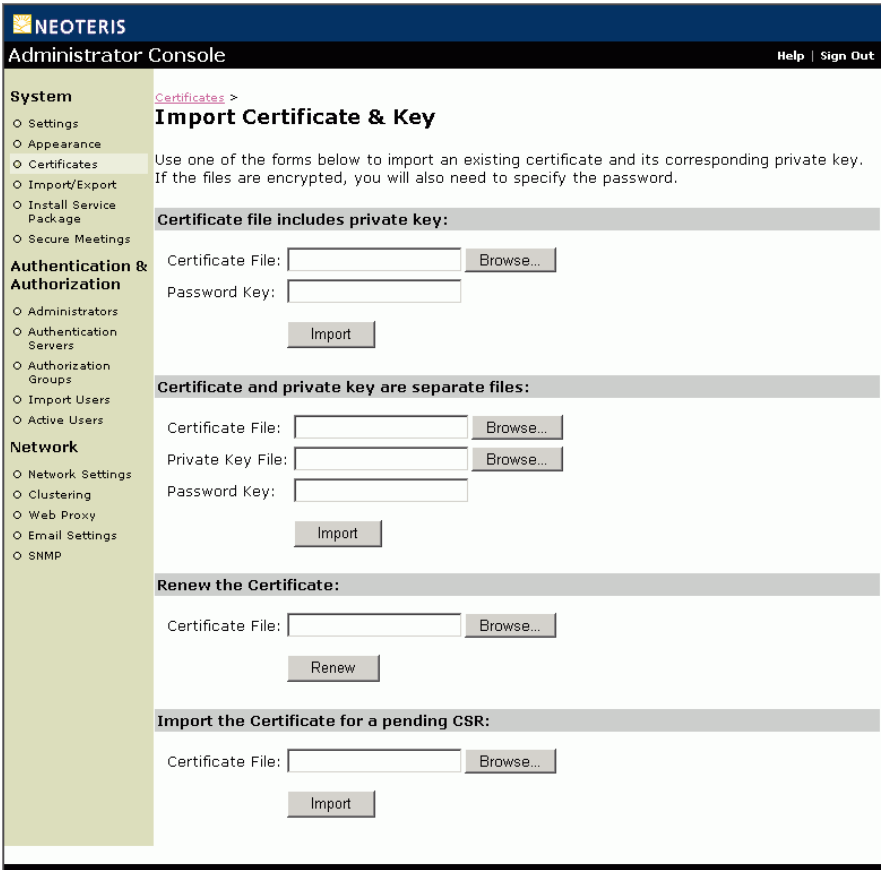 NEOTERIS
Administrator Console
Help | Sign Out
System
Settings
Appearance
Certificates
Import/Export
Install Service
Package
Secure Meetings
Authentication &
Authorization
Administrators
Authentication
Servers
Authorization
Groups
Import Users
Active Users
Network
Network Settings
Clustering
Web Proxy
Email Settings
SNMP
Certificates >
Import Certificate & Key
Use one of the forms below to import an existing certificate and its corresponding private key.
If the files are encrypted, you will also need to specify the password.
Certificate file includes private key:
Certificate File: Browse...
Password Key:
Import
Certificate and private key are separate files:
Certificate File: Browse...
Private Key File: Browse...
Password Key:
Import
Renew the Certificate:
Certificate File: Browse...
Renew
Import the Certificate for a pending CSR:
Certificate File: Browse...
Import